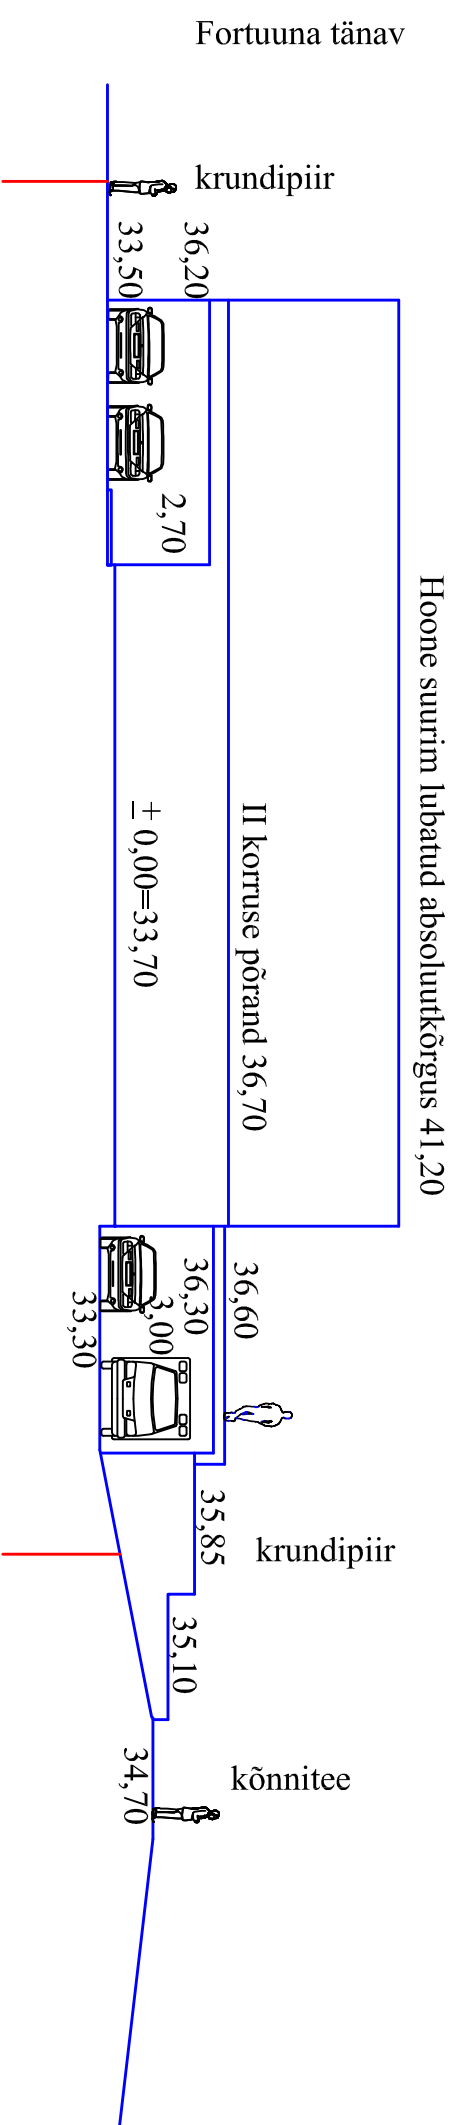 Fortuuna tänav
krundipiir
36,20
33,50
2,70
Hoone suurim lubatud absoluutkõrgus 41,20
II korruse põrand 36,70
± 0,00=33,70
36,60
36,30
3,00
33,30
35,85
krundipiir
35,10
kõnnitee
34,70